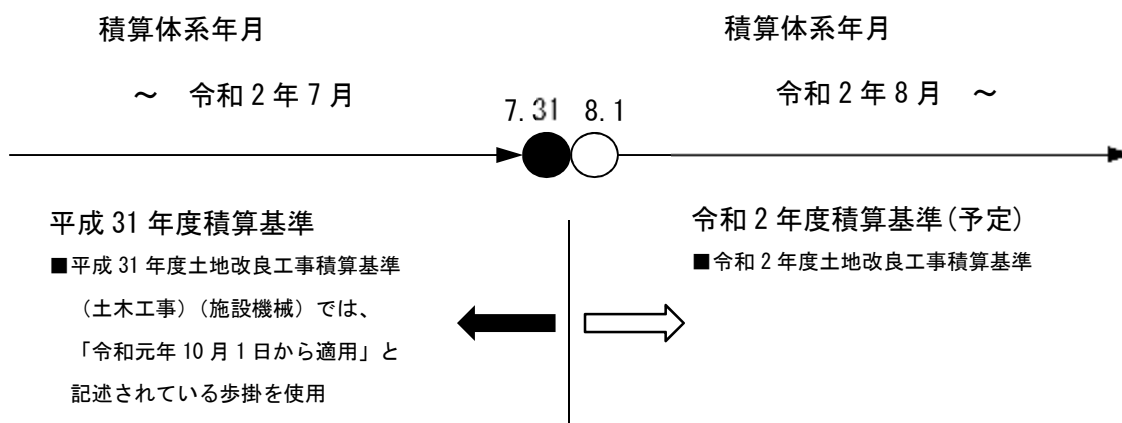 積算体系年月
～ 令和2年7月
積算体系年月
令和2年8月 ～
7.31 8.1
平成31年度積算基準
■平成31年度土地改良工事積算基準
（土木工事）（施設機械）では、
「令和元年10月1日から適用」と
記述されている歩掛を使用
令和2年度積算基準(予定)
■令和2年度土地改良工事積算基準